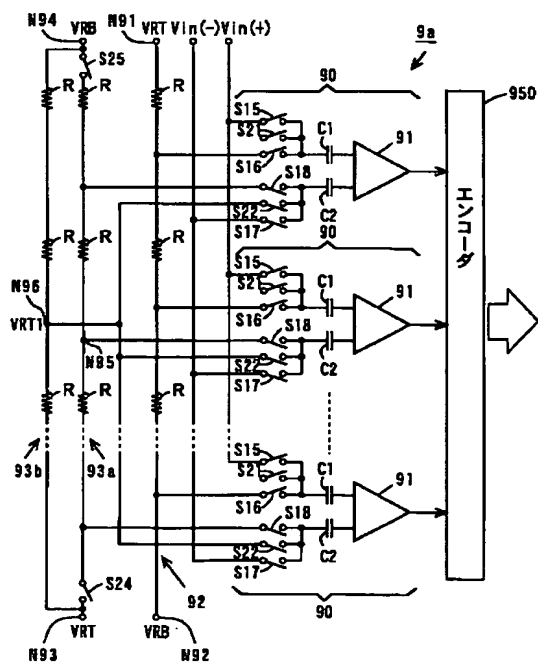 N94 VRB N91 VRT Vin(-) Vin(+) 9a
S25
90 950
R R R S15 S21 C1 91
S16
S18
S22 C2
S17
90
R R R S15 S21 C1 91
N96 S16
VRT1 S18
N95 S22 C2
S17
R R R
エンコーダ
93b 93a S15 S21 C1 91
S16
S18
S22 C2
S24 S17
92 90
N93 VRT VRB N92